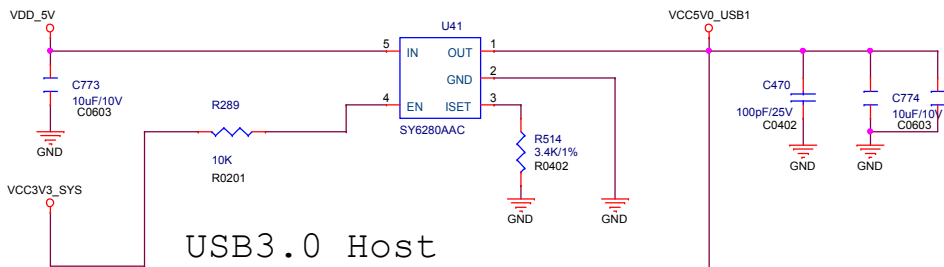 VDD_5V
VCC5V0_USB1
U41
5 IN OUT 1
C773
10uF/10V
C0603
GND 2
C470
100pF/25V
C0402
C774
10uF/10V
C0603
R289
4 EN ISET 3
SY6280AAC
R514
3.4K/1%
R0402
GND
10K
R0201
GND
GND
VCC3V3_SYS
GND
GND
USB3.0 Host